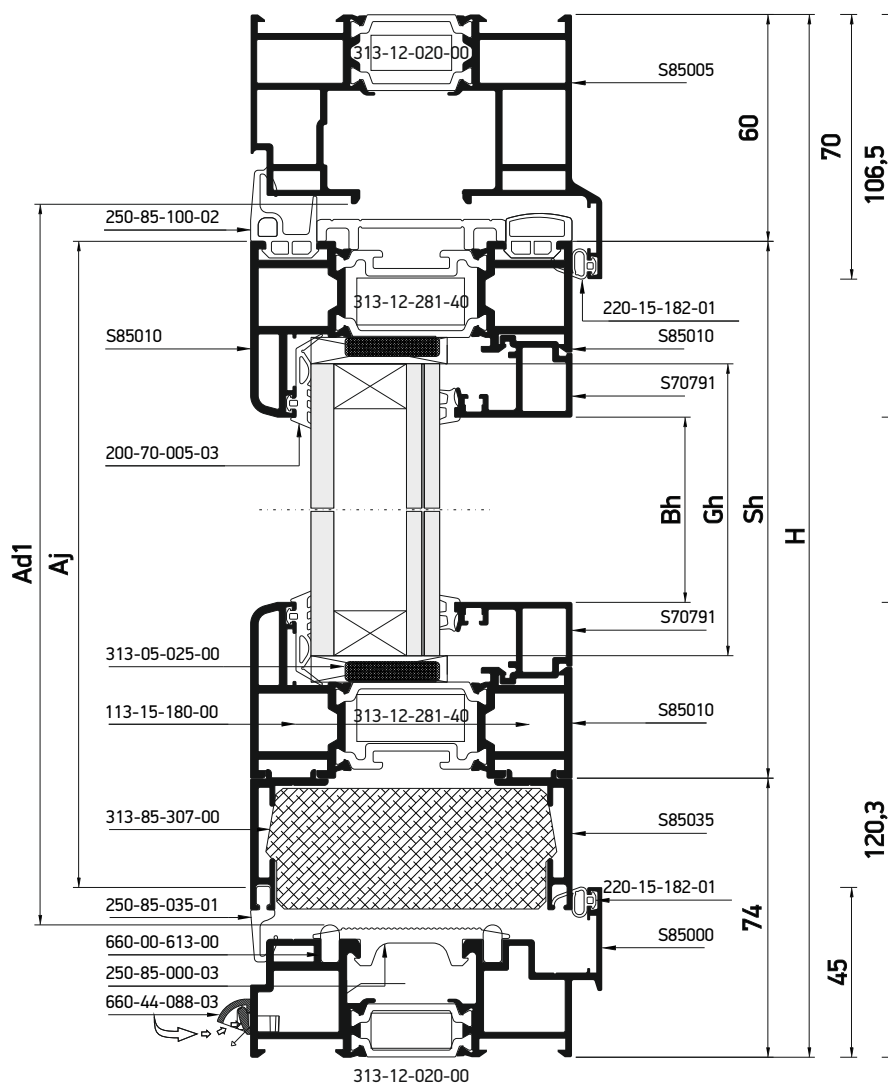 313-12-020-00
S85005
60
70
106,5
250-85-100-02
313-12-281-40
220-15-182-01
S85010
S85010
S70791
200-70-005-03
Ad1
Aj
Bh
Gh
Sh
H
S70791
313-05-025-00
113-15-180-00
313-12-281-40
S85010
313-85-307-00
S85035
120,3
220-15-182-01
250-85-035-01
74
S85000
660-00-613-00
45
250-85-000-03
660-44-088-03
313-12-020-00